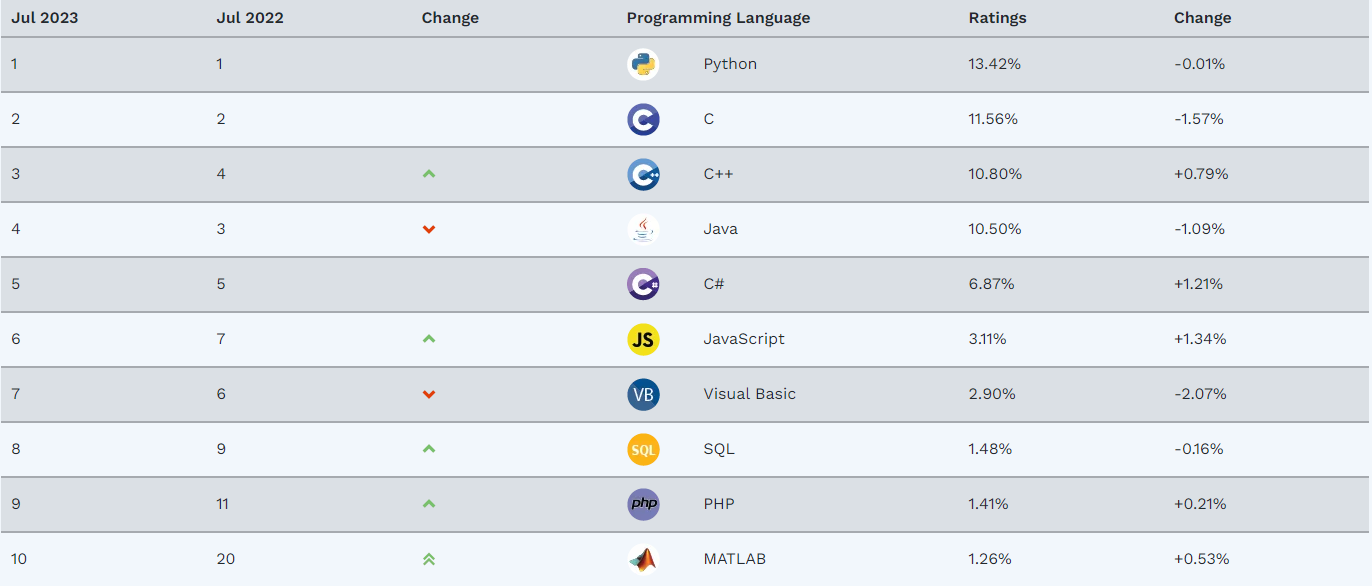 Jul 2023 Jul 2022 Change Programming Language Ratings Change
1 1 Python 13.42% -0.01%
2 2 C C 11.56% -1.57%
3 4 C++ C++ 10.80% +0.79%
4 3 Java 10.50% -1.09%
5 5 C# C# 6.87% +1.21%
6 7 JS JavaScript 3.11% +1.34%
7 6 VB Visual Basic 2.90% -2.07%
8 9 SQL SQL 1.48% -0.16%
9 11 php PHP 1.41% +0.21%
10 20 MATLAB 1.26% +0.53%